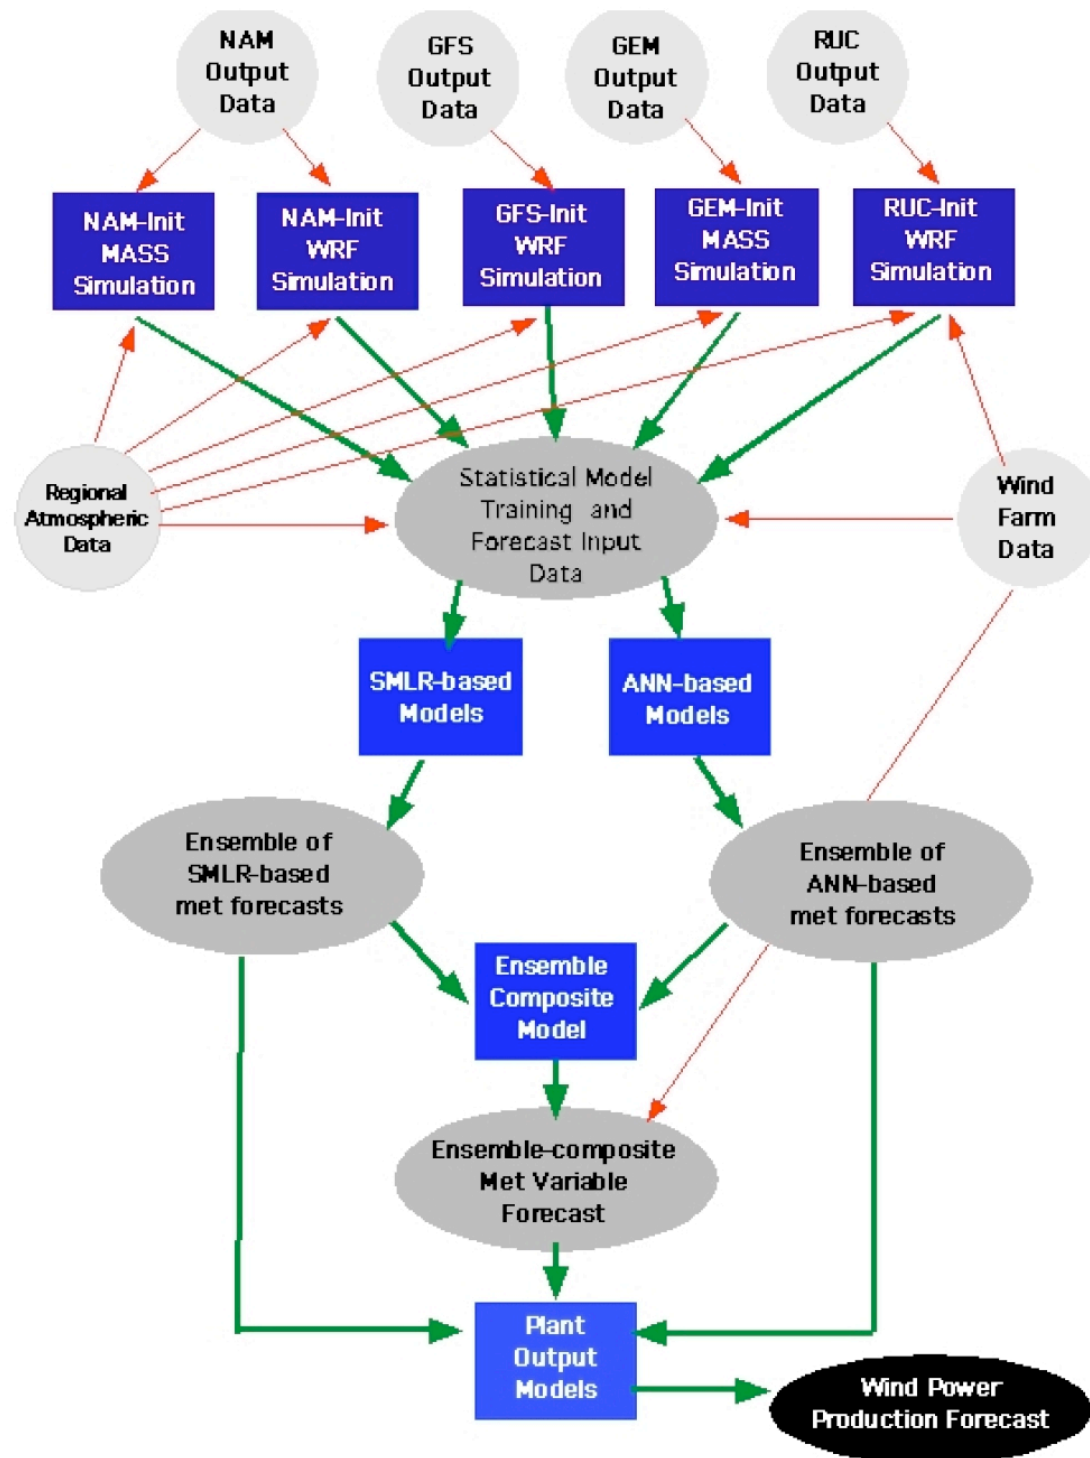 NAM
Output
Data
GFS
Output
Data
GEM
Output
Data
RUC
Output
Data
NAM-Init
MASS
Simulation
NAM-Init
WRF
Simulation
GFS-Init
WRF
Simulation
GEM-Init
MASS
Simulation
RUC-Init
WRF
Simulation
Regional
Atmospheric
Data
Statistical Model
Training and
Forecast Input
Data
Wind
Farm
Data
SMLR-based
Models
ANN-based
Models
Ensemble of
SMLR-based
met forecasts
Ensemble of
ANN-based
met forecasts
Ensemble
Composite
Model
Ensemble-composite
Met Variable
Forecast
Plant
Output
Models
Wind Power
Production Forecast